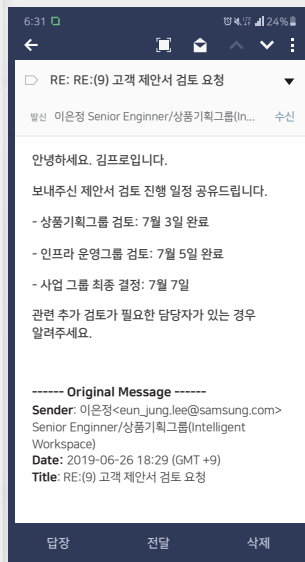 6:31 24%
RE: RE:(9) 고객 제안서 검토 요청
발신 이은정 Senior Enginner/상품기획그룹(In... 수신
안녕하세요. 김프로입니다.
보내주신 제안서 검토 진행 일정 공유드립니다.
- 상품기획그룹 검토: 7월 3일 완료
- 인프라 운영그룹 검토: 7월 5일 완료
- 사업 그룹 최종 결정: 7월 7일
관련 추가 검토가 필요한 담당자가 있는 경우
알려주세요.
------ Original Message ------
Sender: 이은정<eun_jung.lee@samsung.com>
Senior Enginner/상품기획그룹(Intelligent
Workspace)
Date: 2019-06-26 18:29 (GMT +9)
Title: RE:(9) 고객 제안서 검토 요청
답장 전달 삭제